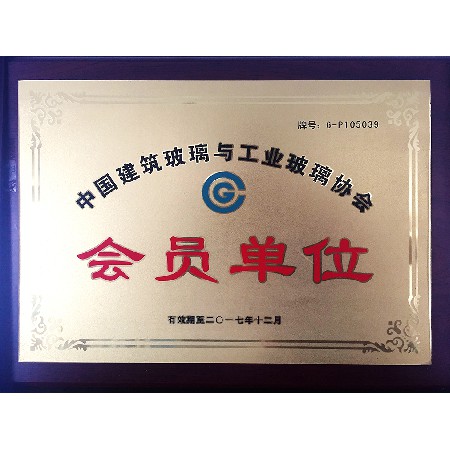 牌号：G-P105039
中国建筑玻璃与工业玻璃协会
CG
会员单位
有效期至二〇一七年十二月